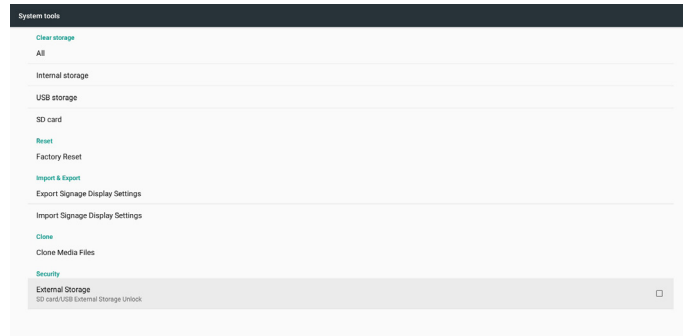 System tools
Clear storage
All
Internal storage
USB storage
SD card
Reset
Factory Reset
Import & Export
Export Signage Display Settings
Import Signage Display Settings
Clone
Clone Media Files
Security
External Storage
SD card/USB External Storage Unlock